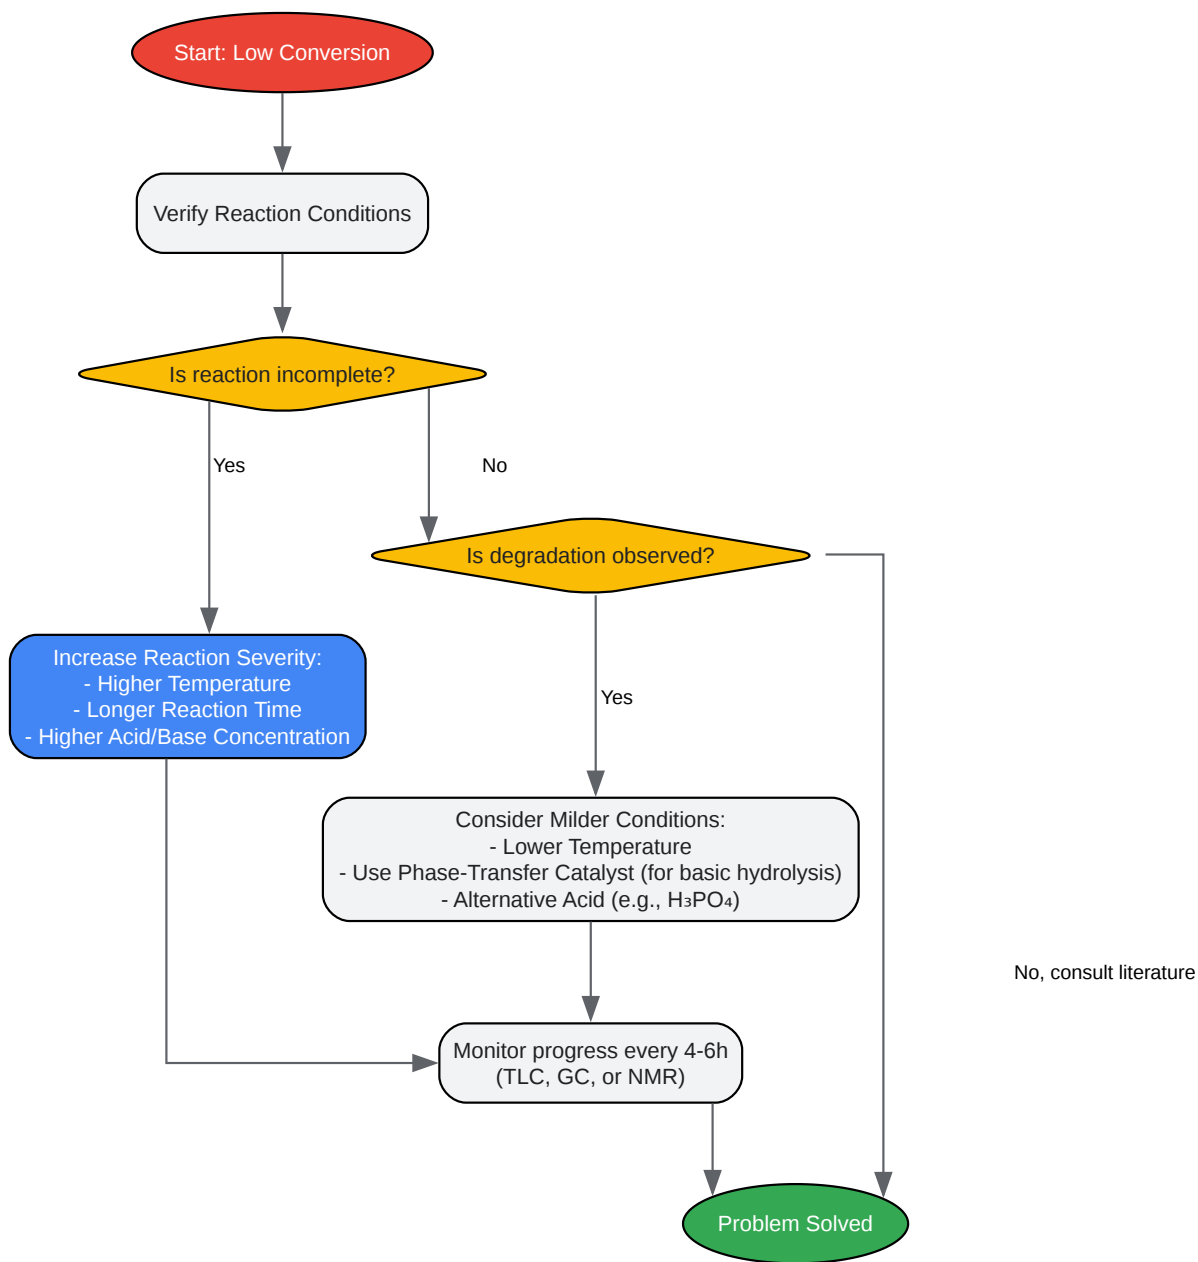 Start: Low Conversion
Verify Reaction Conditions
Is reaction incomplete?
Yes
No
Is degradation observed?
Increase Reaction Severity:
- Higher Temperature
- Longer Reaction Time
- Higher Acid/Base Concentration
Yes
Consider Milder Conditions:
- Lower Temperature
- Use Phase-Transfer Catalyst (for basic hydrolysis)
- Alternative Acid (e.g., H₃PO₄)
No, consult literature
Monitor progress every 4-6h
(TLC, GC, or NMR)
Problem Solved